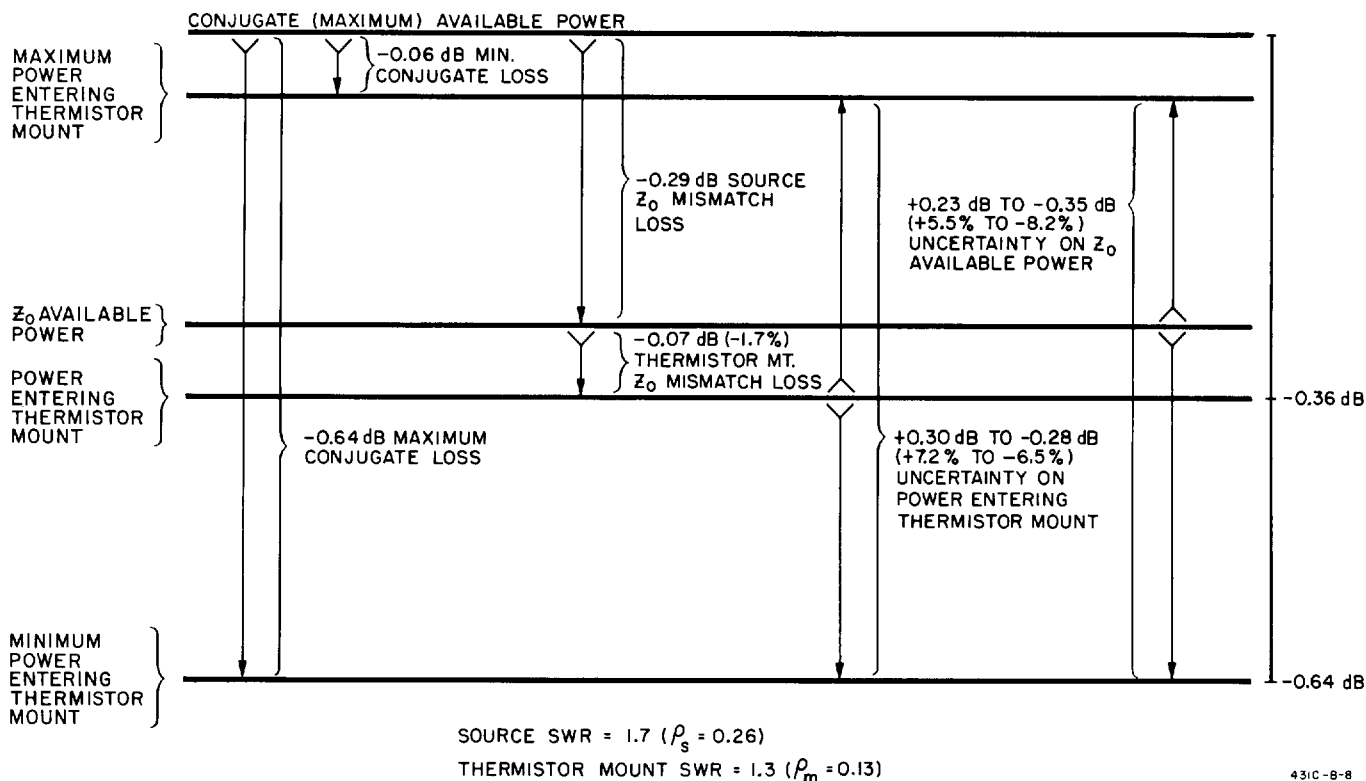 CONJUGATE (MAXIMUM) AVAILABLE POWER
MAXIMUM
POWER
ENTERING
THERMISTOR
MOUNT
-0.06 dB MIN.
CONJUGATE LOSS
-0.29 dB SOURCE
Z₀ MISMATCH
LOSS
+0.23 dB TO -0.35 dB
(+5.5% TO -8.2%)
UNCERTAINTY ON Z₀
AVAILABLE POWER
Z₀ AVAILABLE
POWER
-0.07 dB (-1.7%)
THERMISTOR MT.
Z₀ MISMATCH LOSS
POWER
ENTERING
THERMISTOR
MOUNT
-0.36 dB
-0.64 dB MAXIMUM
CONJUGATE LOSS
+0.30 dB TO -0.28 dB
(+7.2% TO -6.5%)
UNCERTAINTY ON
POWER ENTERING
THERMISTOR MOUNT
MINIMUM
POWER
ENTERING
THERMISTOR
MOUNT
-0.64 dB
SOURCE SWR = 1.7 (ρs = 0.26)
THERMISTOR MOUNT SWR = 1.3 (ρm = 0.13)
431C-B-8